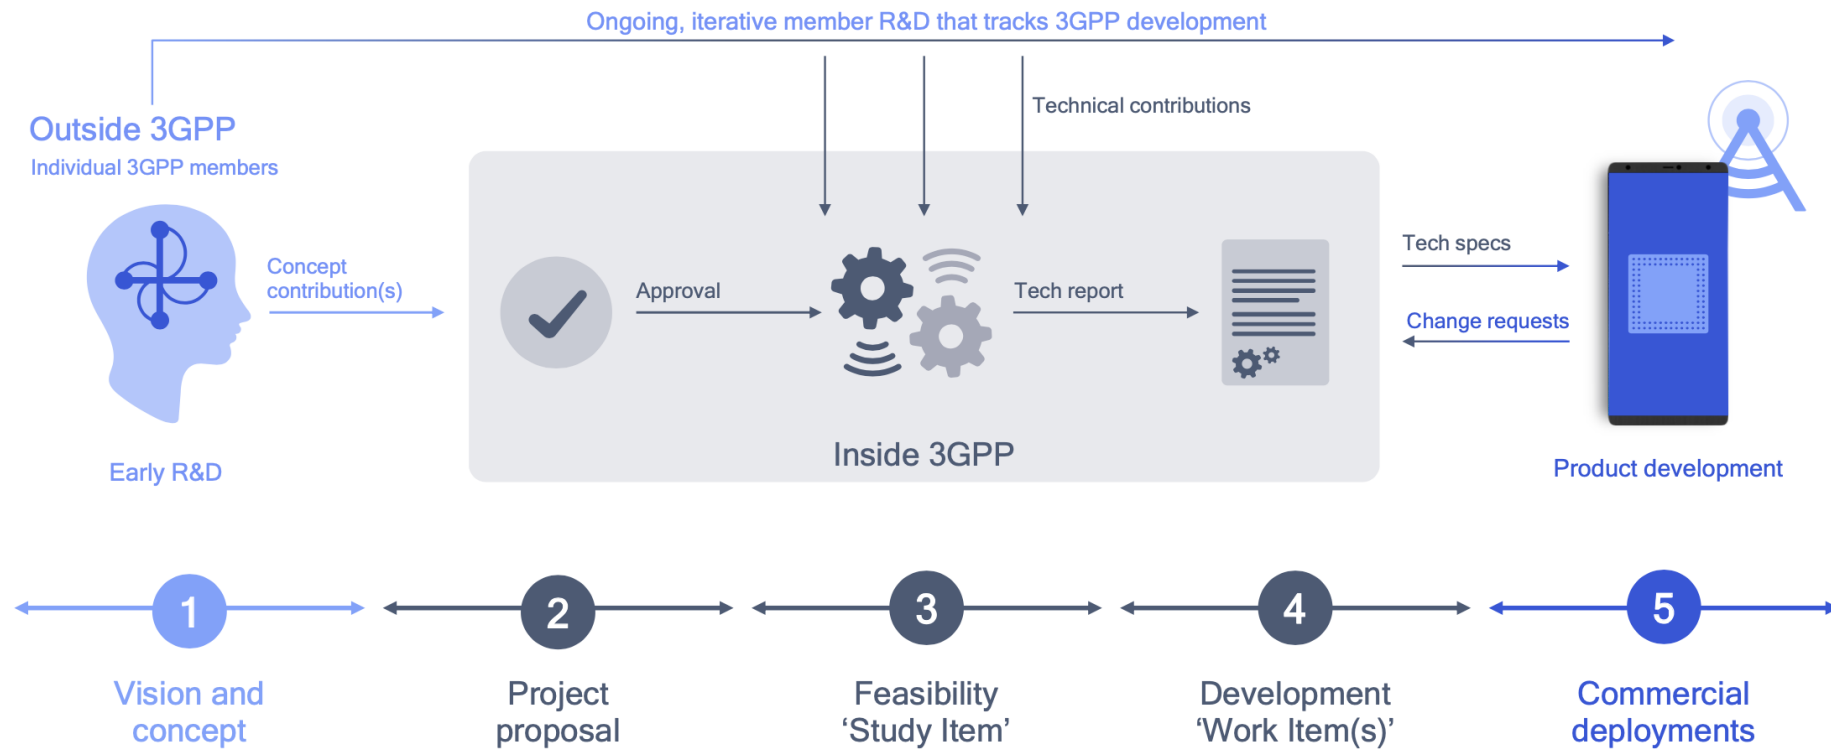 Ongoing, iterative member R&D that tracks 3GPP development
Technical contributions
Outside 3GPP
Individual 3GPP members
Concept
contribution(s)
Approval
Tech report
Tech specs
Change requests
Inside 3GPP
Early R&D
Product development
1
2
3
4
5
Vision and
concept
Project
proposal
Feasibility
‘Study Item’
Development
‘Work Item(s)’
Commercial
deployments